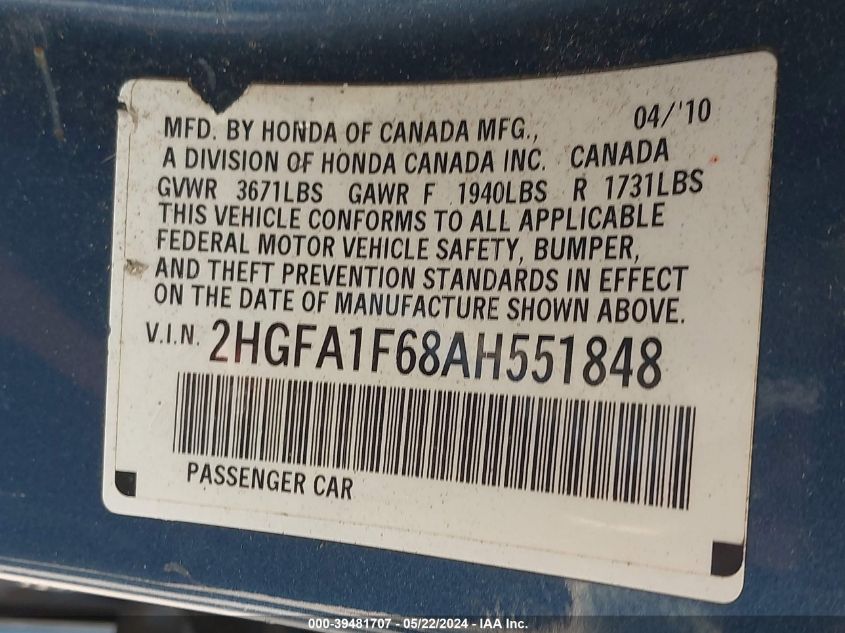 04/'10
MFD. BY HONDA OF CANADA MFG.,
A DIVISION OF HONDA CANADA INC. CANADA
GVWR 3671LBS GAWR F 1940LBS R 1731LBS
THIS VEHICLE CONFORMS TO ALL APPLICABLE
FEDERAL MOTOR VEHICLE SAFETY, BUMPER,
AND THEFT PREVENTION STANDARDS IN EFFECT
ON THE DATE OF MANUFACTURE SHOWN ABOVE.
V.I.N. 2HGFA1F68AH551848
PASSENGER CAR
000-39481707 - 05/22/2024 - IAA Inc.